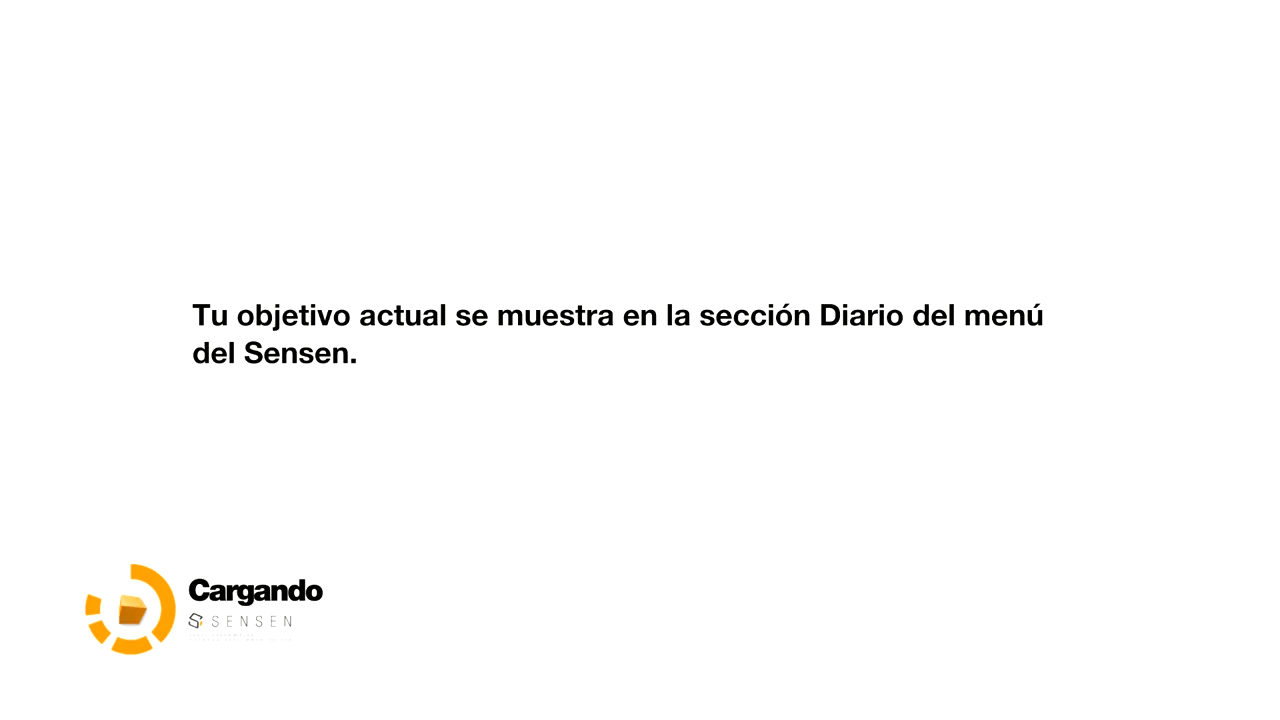 Tu objetivo actual se muestra en la sección Diario del menú
del Sensen.
Cargando
SENSEN